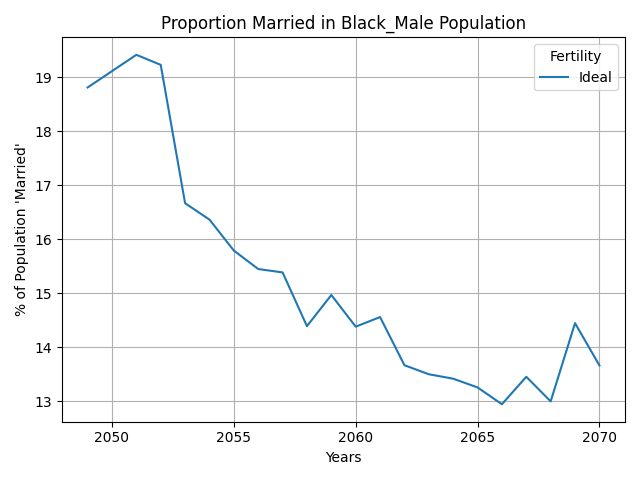 Proportion Married in Black_Male Population
Fertility
Ideal
% of Population 'Married'
19
18
17
16
15
14
13
2050 2055 2060 2065 2070
Years